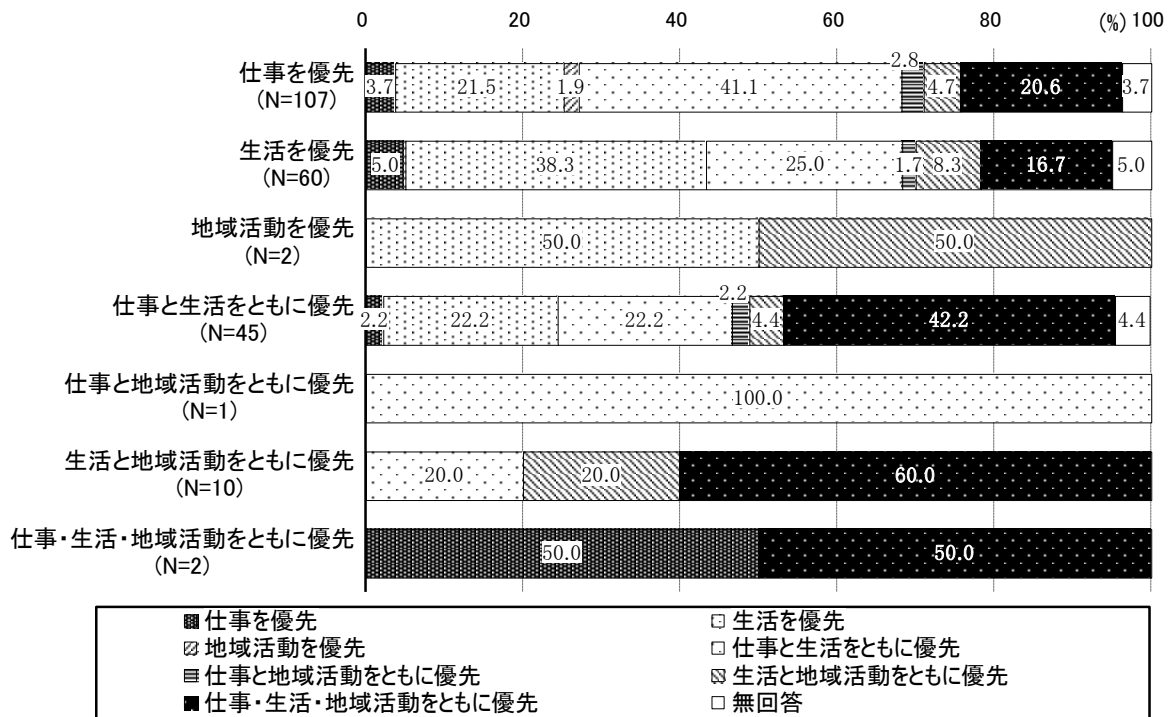 0 20 40 60 80 (%) 100
仕事を優先
(N=107)
3.7 21.5 1.9 41.1 2.8 4.7 20.6 3.7
生活を優先
(N=60)
5.0 38.3 25.0 1.7 8.3 16.7 5.0
地域活動を優先
(N=2)
50.0 50.0
仕事と生活をともに優先
(N=45)
2.2 22.2 22.2 2.2 4.4 42.2 4.4
仕事と地域活動をともに優先
(N=1)
100.0
生活と地域活動をともに優先
(N=10)
20.0 20.0 60.0
仕事・生活・地域活動をともに優先
(N=2)
50.0 50.0
仕事を優先 生活を優先
地域活動を優先 仕事と生活をともに優先
仕事と地域活動をともに優先 生活と地域活動をともに優先
仕事・生活・地域活動をともに優先 無回答